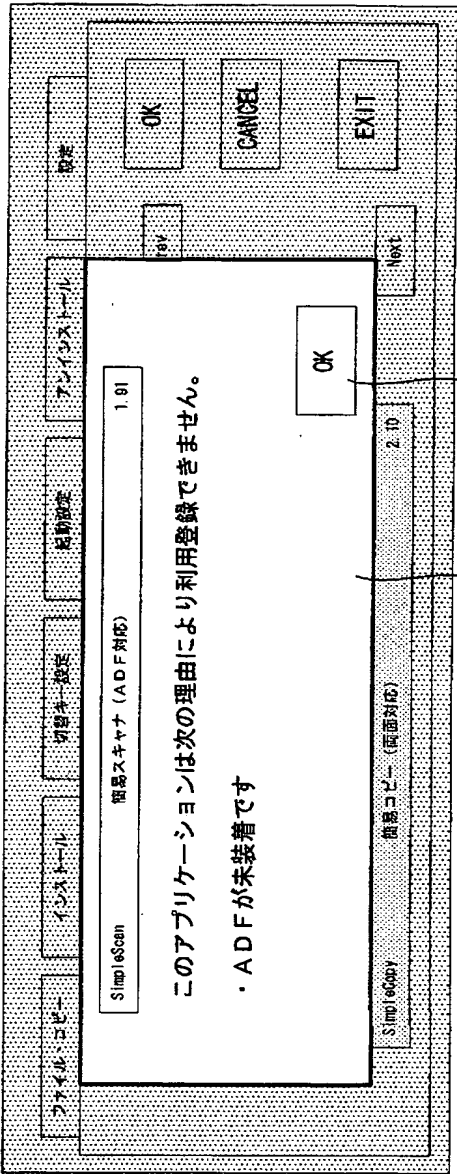 ファイル・コピー
インストール
切替キー設定
起動設定
アンインストール
設定
SimpleScan 簡易スキャナ (ADF対応) 1.91
このアプリケーションは次の理由により利用登録できません。
・ADFが未装着です
OK
SimpleCopy 簡易コピー (両面対応) 2.10
rev
Next
OK
CANCEL
EXIT